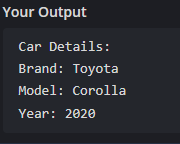 Your Output
Car Details:
Brand: Toyota
Model: Corolla
Year: 2020